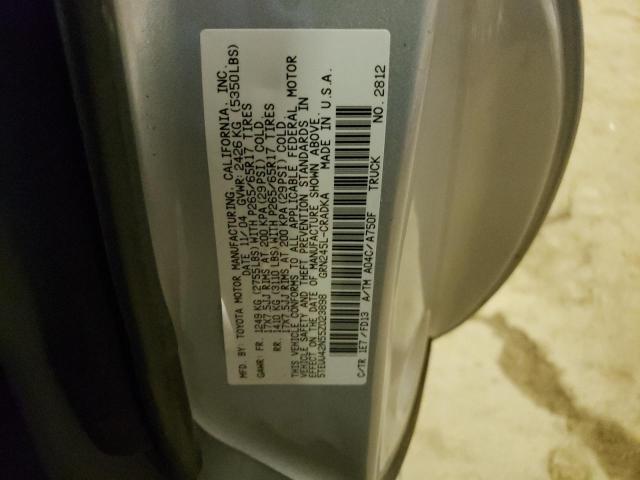 MFD. BY: TOYOTA MOTOR MANUFACTURING, CALIFORNIA, INC.
DATE 11/04 GVWR: 2426 KG (5350LBS)
GAWR: FR. 1249 KG (2755LBS) WITH P265/65R17 TIRES
17X7.5JJ RIMS AT 200 KPA (29PSI) COLD.
RR. 1410 KG (3110 LBS) WITH P265/65R17 TIRES
17X7.5JJ RIMS AT 200 KPA (29 PSI) COLD.
THIS VEHICLE CONFORMS TO ALL APPLICABLE FEDERAL MOTOR
VEHICLE SAFETY AND THEFT PREVENTION STANDARDS IN
EFFECT ON THE DATE OF MANUFACTURE SHOWN ABOVE.
5TEUU42N55Z023898 GRN245L-CRADKA MADE IN U.S.A.
C/TR 1E7/FD13 A/TM A04C/A750F TRUCK NO. 2812